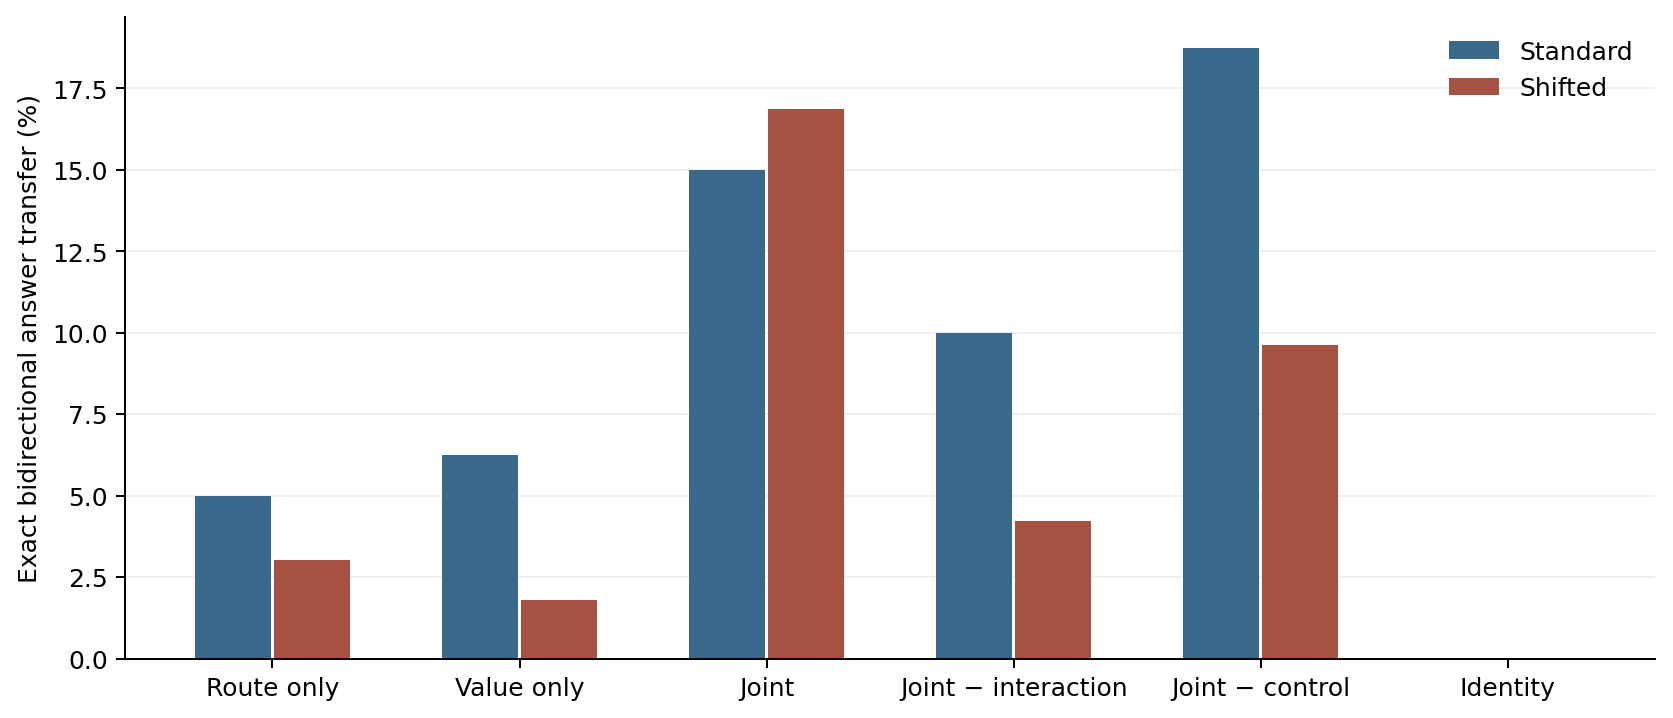 Exact bidirectional answer transfer (%)
17.5
15.0
12.5
10.0
7.5
5.0
2.5
0.0
Standard
Shifted
Route only
Value only
Joint
Joint − interaction
Joint − control
Identity